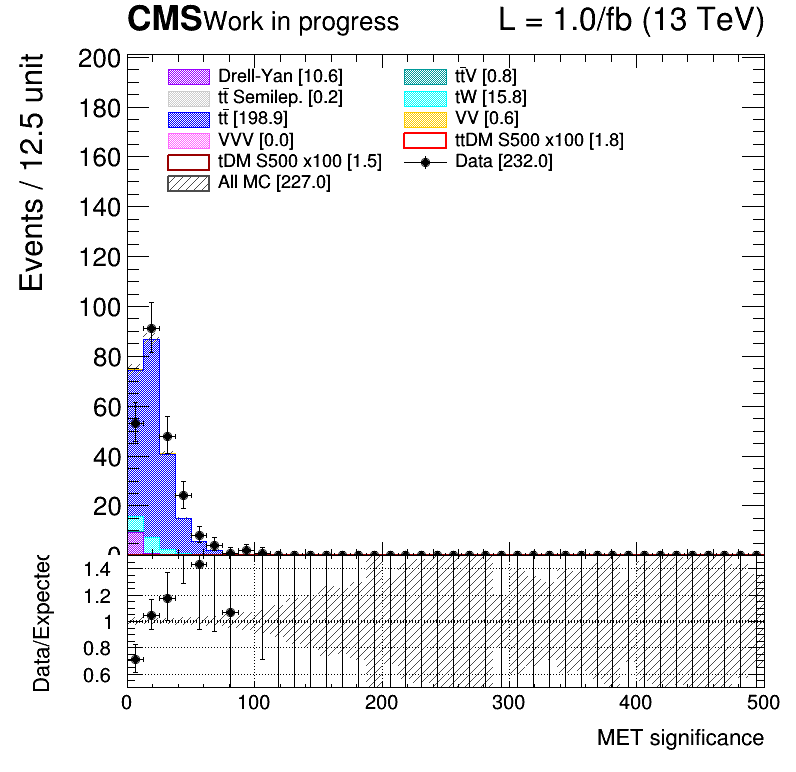 CMS Work in progress L = 1.0/fb (13 TeV)
Events / 12.5 unit
200
180
160
140
120
100
80
60
40
20
0
Drell-Yan [10.6] tt̄V [0.8]
tt̄ Semilep. [0.2] tW [15.8]
tt̄ [198.9] VV [0.6]
VVV [0.0] ttDM S500 x100 [1.8]
tDM S500 x100 [1.5] Data [232.0]
All MC [227.0]
Data/Expected
1.4
1.2
1
0.8
0.6
0 100 200 300 400 500
MET significance